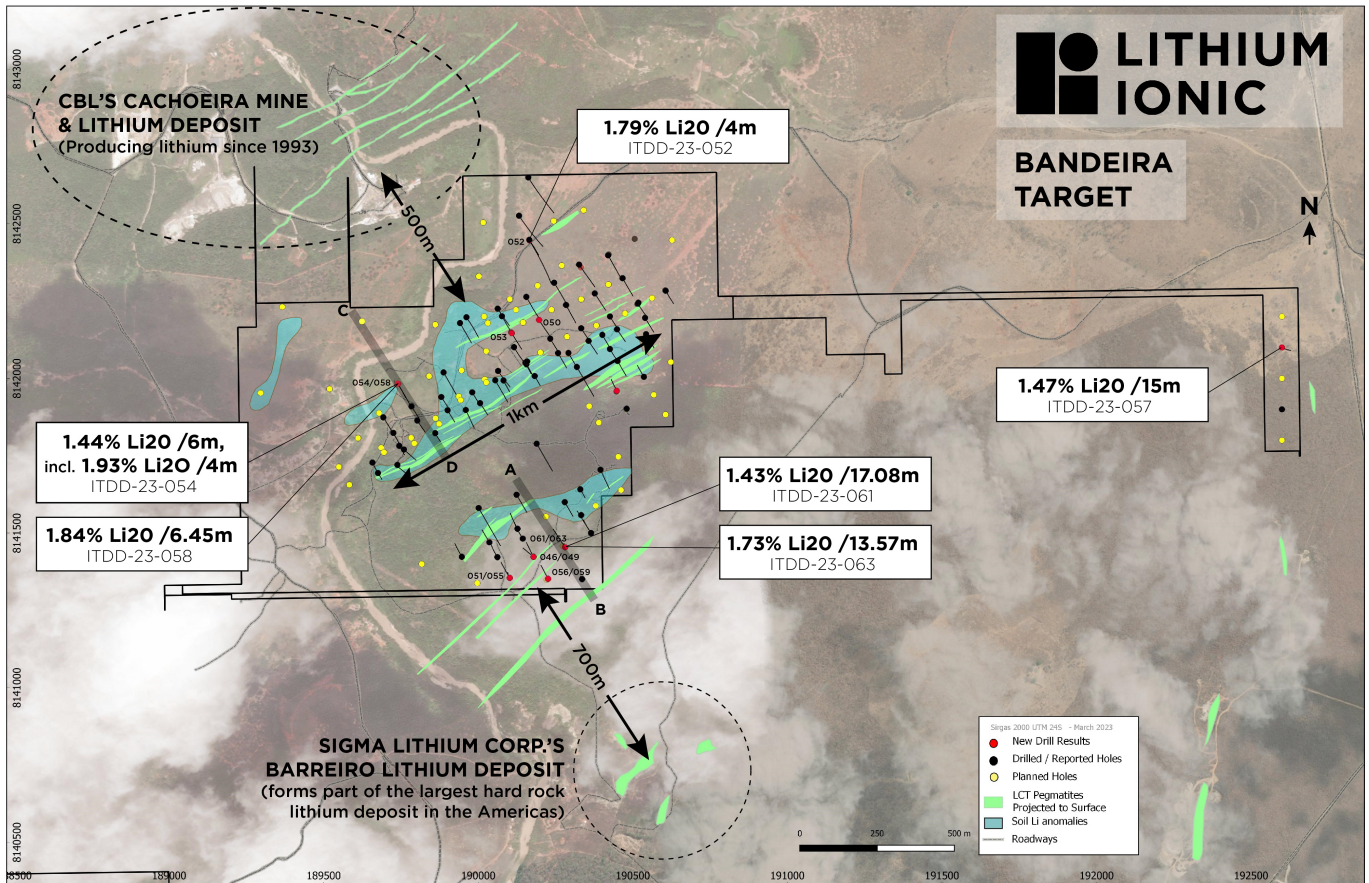 LITHIUM
IONIC
BANDEIRA
TARGET
N
CBL'S CACHOEIRA MINE
& LITHIUM DEPOSIT
(Producing lithium since 1993)
1.79% Li2O /4m
ITDD-23-052
500m
052
C
050
053
054/058
1km
1.47% Li2O /15m
ITDD-23-057
1.44% Li2O /6m,
incl. 1.93% Li2O /4m
ITDD-23-054
D
A
1.43% Li2O /17.08m
ITDD-23-061
1.84% Li2O /6.45m
ITDD-23-058
061/063
1.73% Li2O /13.57m
ITDD-23-063
046/049
051/055
056/059
B
700m
SIGMA LITHIUM CORP.'S
BARREIRO LITHIUM DEPOSIT
(forms part of the largest hard rock
lithium deposit in the Americas)
Sirgas 2000 UTM 24S - March 2023
New Drill Results
Drilled / Reported Holes
Planned Holes
LCT Pegmatites
Projected to Surface
Soil Li anomalies
Roadways
0 250 500 m
8143000
8142500
8142000
8141500
8141000
8140500
8500 189000 189500 190000 190500 191000 191500 192000 192500